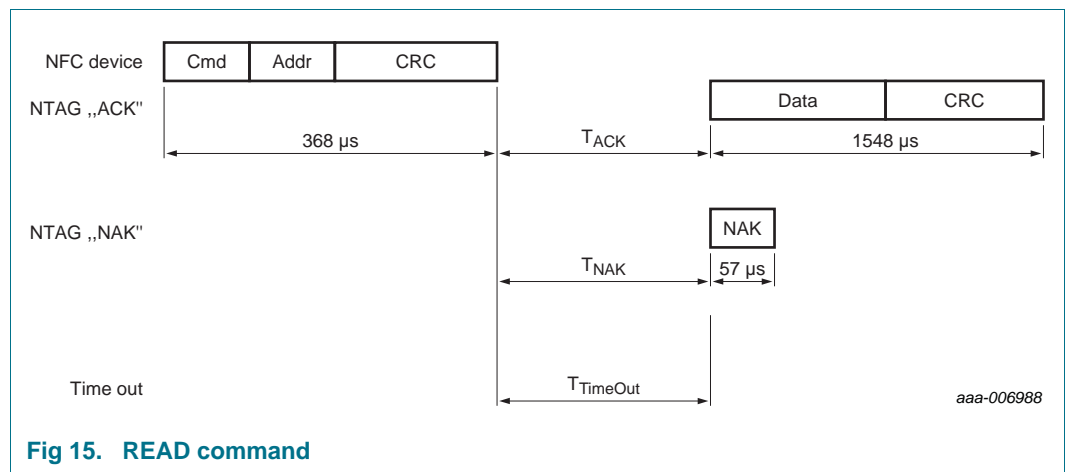 NFC device Cmd Addr CRC
NTAG ,,ACK" Data CRC
368 µs TACK 1548 µs
NTAG ,,NAK" NAK
TNAK 57 µs
Time out TTimeOut aaa-006988
Fig 15. READ command